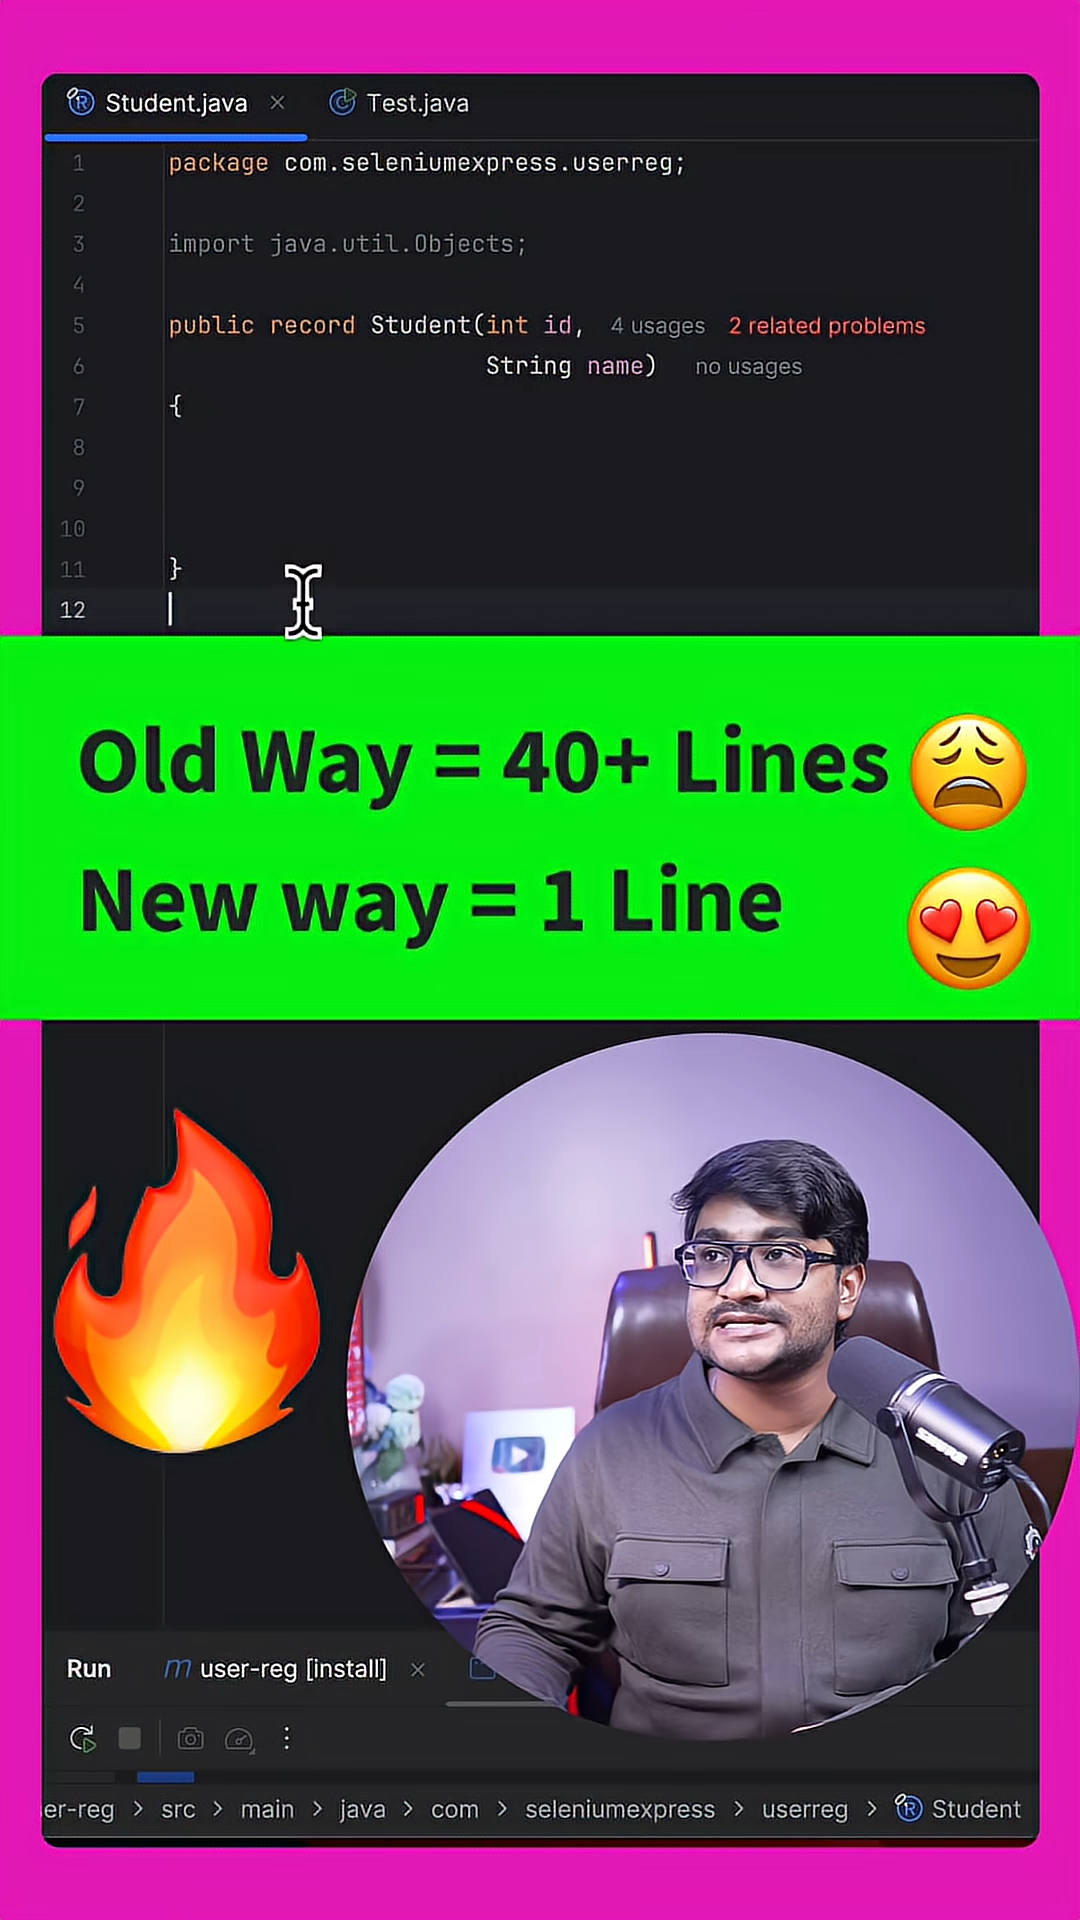 Student.java
Test.java
1 package com.seleniumexpress.userreg;
2
3 import java.util.Objects;
4
5 public record Student(int id, 4 usages 2 related problems
6 String name) no usages
7 {
8
9
10
11 }
12
Old Way = 40+ Lines 😩
New way = 1 Line 😍
SHURE
Run m user-reg [install]
er-reg > src > main > java > com > seleniumexpress > userreg > Student